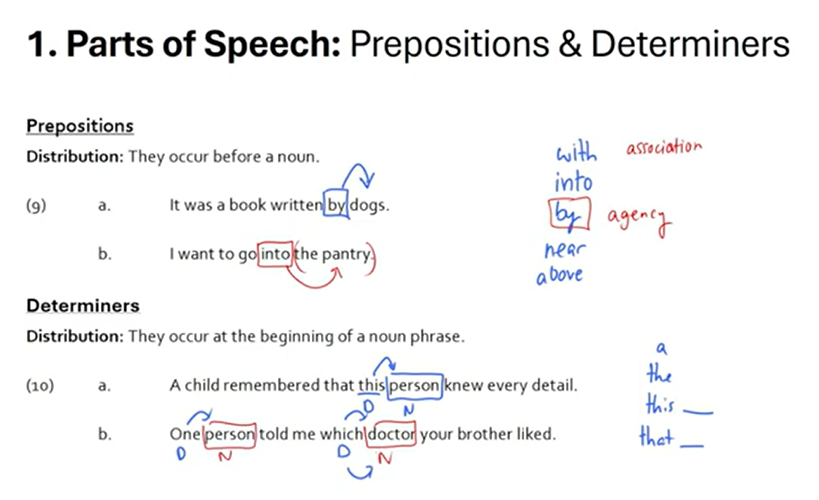 1. Parts of Speech: Prepositions & Determiners
Prepositions
Distribution: They occur before a noun.
with association
into
(9) a. It was a book written by dogs.
by agency
b. I want to go into (the pantry.)
near
above
Determiners
Distribution: They occur at the beginning of a noun phrase.
a
the
(10) a. A child remembered that this person knew every detail.
D N
this __
b. One person told me which doctor your brother liked.
that __
D N D N